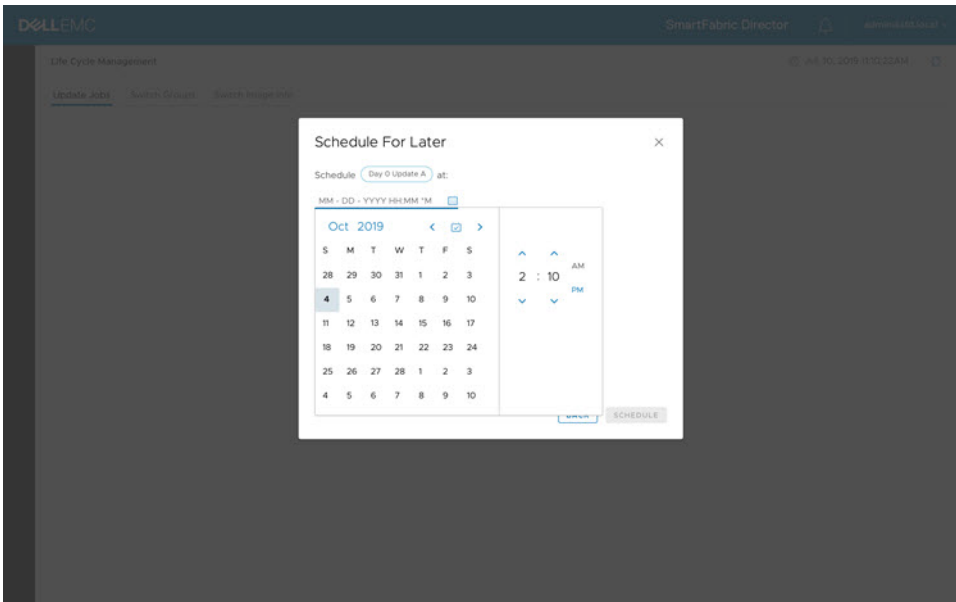 DELLEMC
SmartFabric Director
Life Cycle Management
Update Jobs Switch Groups
Schedule For Later
Schedule Day 0 Update A at:
MM - DD - YYYY HH:MM *M
Oct 2019
S M T W T F S
28 29 30 31 1 2 3
4 5 6 7 8 9 10
11 12 13 14 15 16 17
18 19 20 21 22 23 24
25 26 27 28 1 2 3
4 5 6 7 8 9 10
2 : 10
AM
PM
BACK SCHEDULE